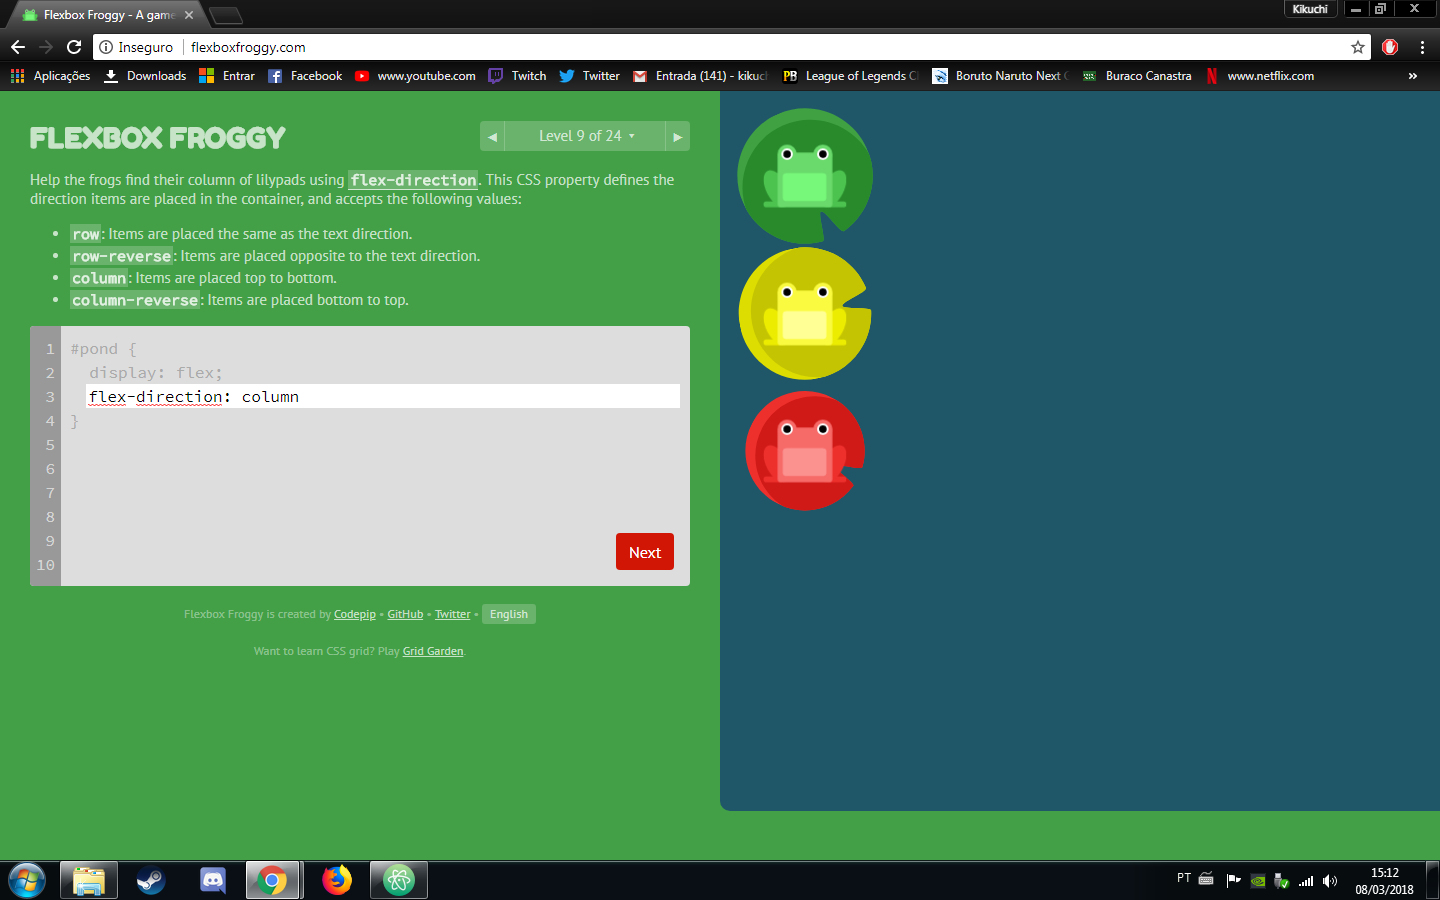 Flexbox Froggy - A game
Kikuchi
Inseguro flexboxfroggy.com
Aplicações Downloads Entrar Facebook www.youtube.com Twitch Twitter Entrada (141) - kikuch League of Legends C Boruto Naruto Next G Buraco Canastra www.netflix.com »
FLEXBOX FROGGY
◀ Level 9 of 24 ▾ ▶
Help the frogs find their column of lilypads using flex-direction. This CSS property defines the
direction items are placed in the container, and accepts the following values:
• row: Items are placed the same as the text direction.
• row-reverse: Items are placed opposite to the text direction.
• column: Items are placed top to bottom.
• column-reverse: Items are placed bottom to top.
1 #pond {
2 display: flex;
3 flex-direction: column
4 }
5
6
7
8
9
10
Next
Flexbox Froggy is created by Codepip • GitHub • Twitter • English
Want to learn CSS grid? Play Grid Garden.
PT
15:12
08/03/2018